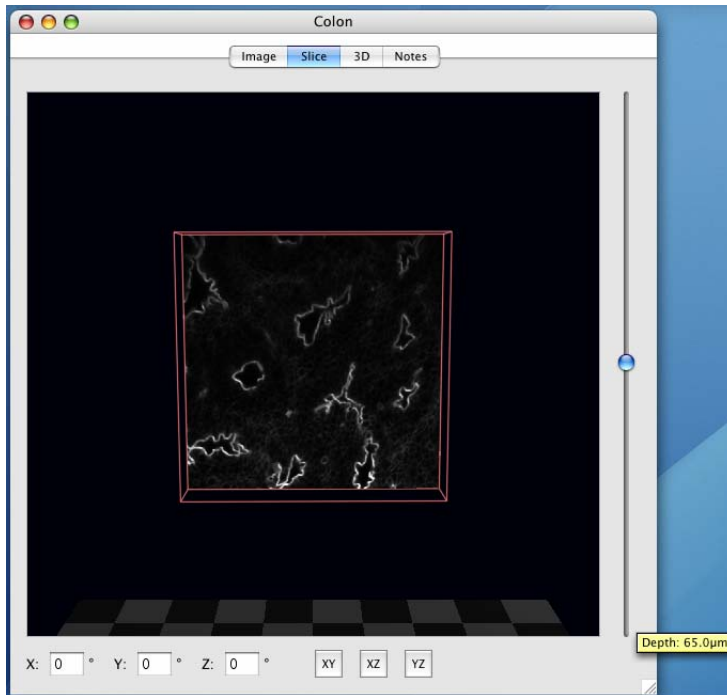 Colon
Image Slice 3D Notes
Depth: 65.0µm
X: 0 ° Y: 0 ° Z: 0 ° XY XZ YZ